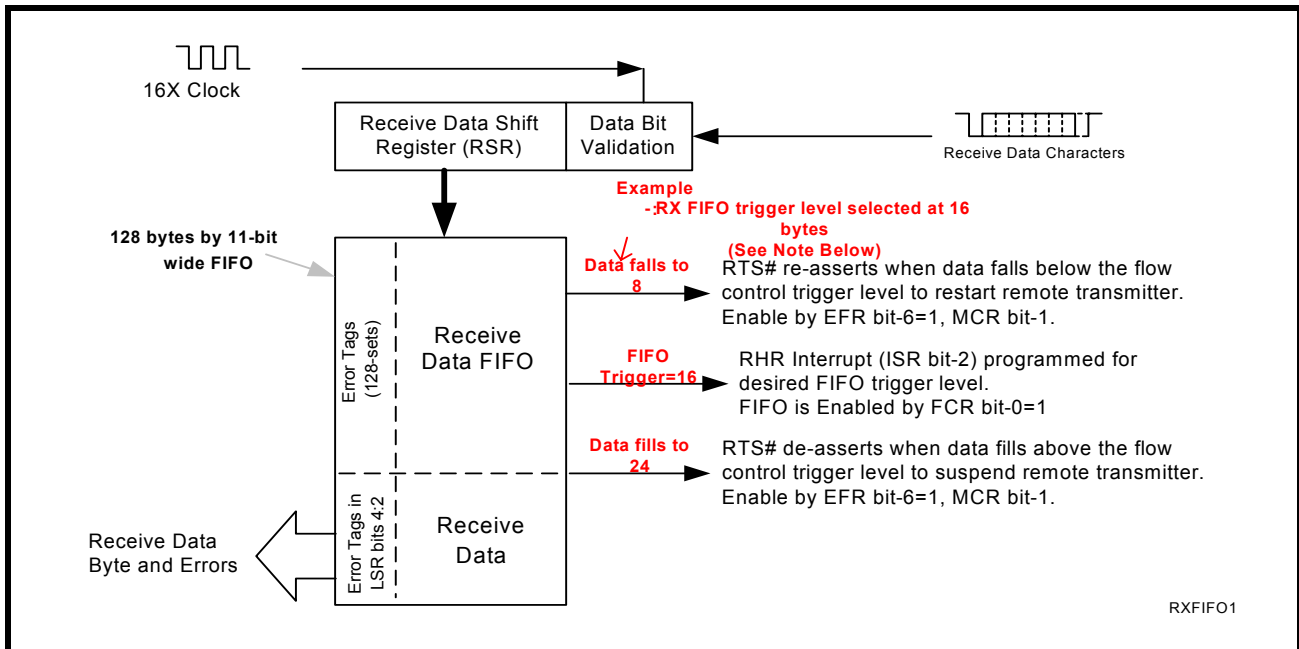 16X Clock
Receive Data Shift
Register (RSR)
Data Bit
Validation
Receive Data Characters
Example
-:RX FIFO trigger level selected at 16
bytes
(See Note Below)
128 bytes by 11-bit
wide FIFO
Data falls to
8
RTS# re-asserts when data falls below the flow
control trigger level to restart remote transmitter.
Enable by EFR bit-6=1, MCR bit-1.
Error Tags
(128-sets)
Receive
Data FIFO
FIFO
Trigger=16
RHR Interrupt (ISR bit-2) programmed for
desired FIFO trigger level.
FIFO is Enabled by FCR bit-0=1
Data fills to
24
RTS# de-asserts when data fills above the flow
control trigger level to suspend remote transmitter.
Enable by EFR bit-6=1, MCR bit-1.
Error Tags in
LSR bits 4:2
Receive
Data
Receive Data
Byte and Errors
RXFIFO1